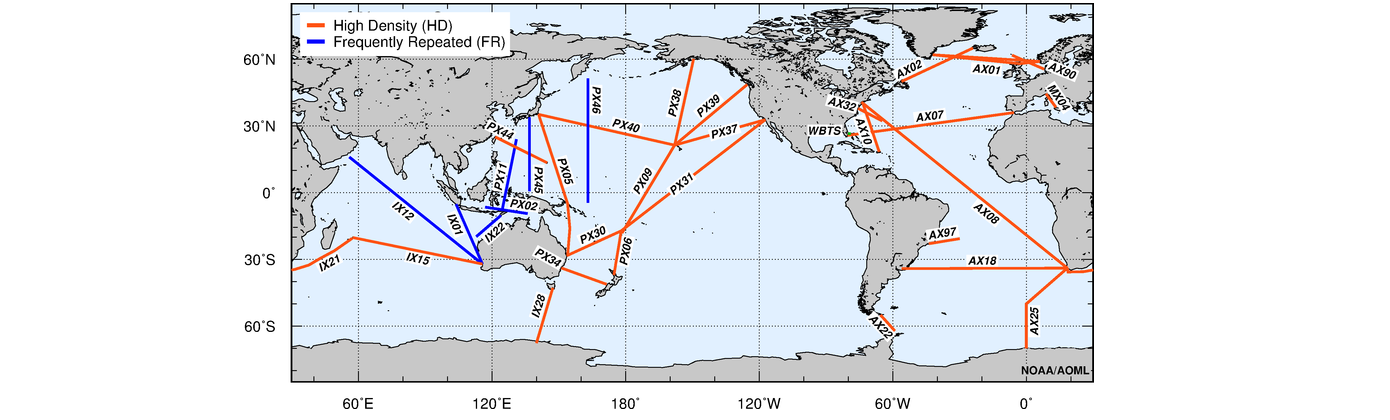 High Density (HD)
Frequently Repeated (FR)
60˚N
30˚N
0˚
30˚S
60˚S
60˚E
120˚E
180˚
120˚W
60˚W
0˚
AX02
AX01
AX90
MX04
AX32
AX07
WBTS
AX10
AX08
AX97
AX18
AX25
AX22
PX38
PX39
PX46
PX40
PX37
PX44
PX11
PX45
PX05
PX09
PX31
PX02
IX12
IX01
IX22
PX30
PX06
PX34
IX21
IX15
IX28
NOAA/AOML